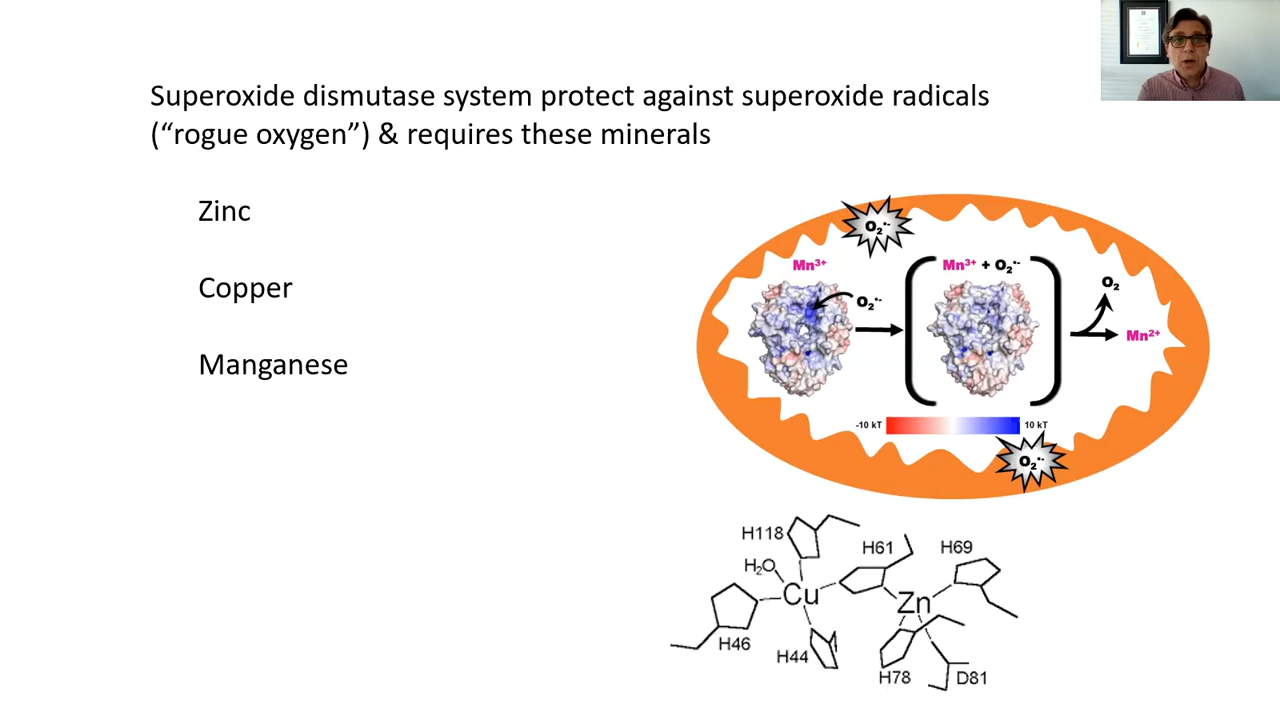 Superoxide dismutase system protect against superoxide radicals
("rogue oxygen") & requires these minerals
Zinc
Copper
Manganese
O₂•-
Mn³⁺
Mn³⁺ + O₂•-
O₂•-
O₂
Mn²⁺
-10 kT
10 kT
O₂•-
H118
H61
H69
H₂O
Cu
Zn
H46
H44
H78
D81